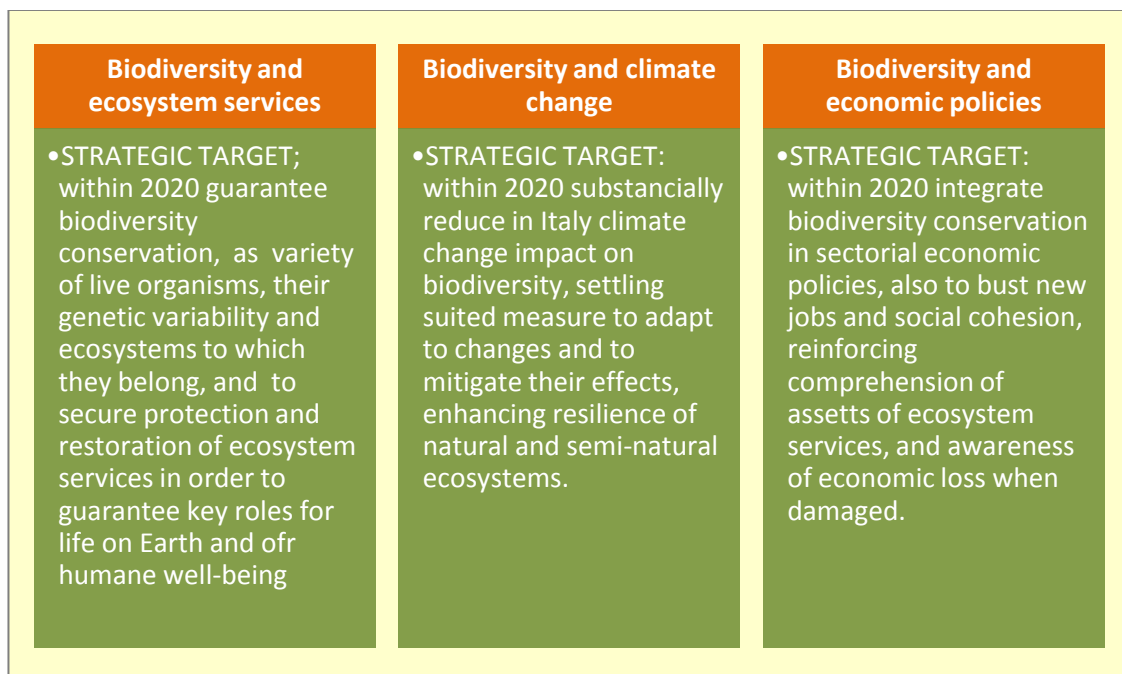 Biodiversity and
ecosystem services
•STRATEGIC TARGET;
within 2020 guarantee
biodiversity
conservation,  as  variety
of live organisms, their
genetic variability and
ecosystems to which
they belong, and  to
secure protection and
restoration of ecosystem
services in order to
guarantee key roles for
life on Earth and ofr
humane well-being
Biodiversity and climate
change
•STRATEGIC TARGET:
within 2020 substancially
reduce in Italy climate
change impact on
biodiversity, settling
suited measure to adapt
to changes and to
mitigate their effects,
enhancing resilience of
natural and semi-natural
ecosystems.
Biodiversity and
economic policies
•STRATEGIC TARGET:
within 2020 integrate
biodiversity conservation
in sectorial economic
policies, also to bust new
jobs and social cohesion,
reinforcing
comprehension of
assetts of ecosystem
services, and awareness
of economic loss when
damaged.